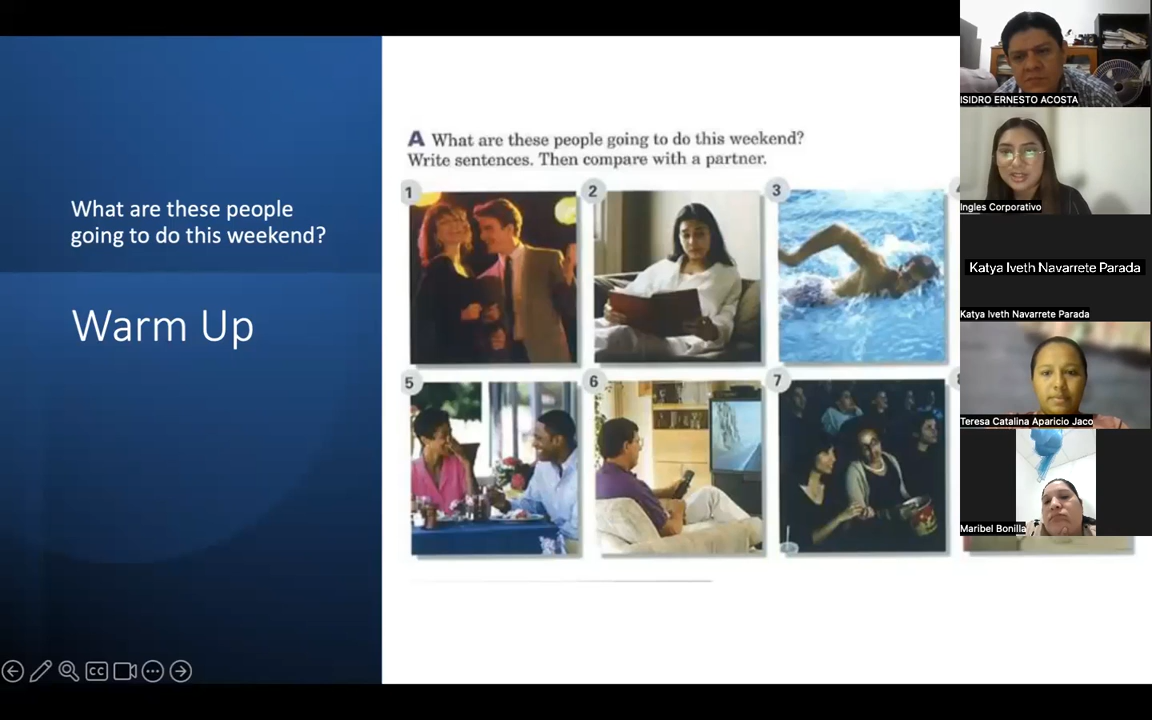 What are these people
going to do this weekend?
Warm Up
A What are these people going to do this weekend?
Write sentences. Then compare with a partner.
1
2
3
5
6
7
CC
ISIDRO ERNESTO ACOSTA
Ingles Corporativo
Katya Iveth Navarrete Parada
Katya Iveth Navarrete Parada
Teresa Catalina Aparicio Jaco
Maribel Bonilla